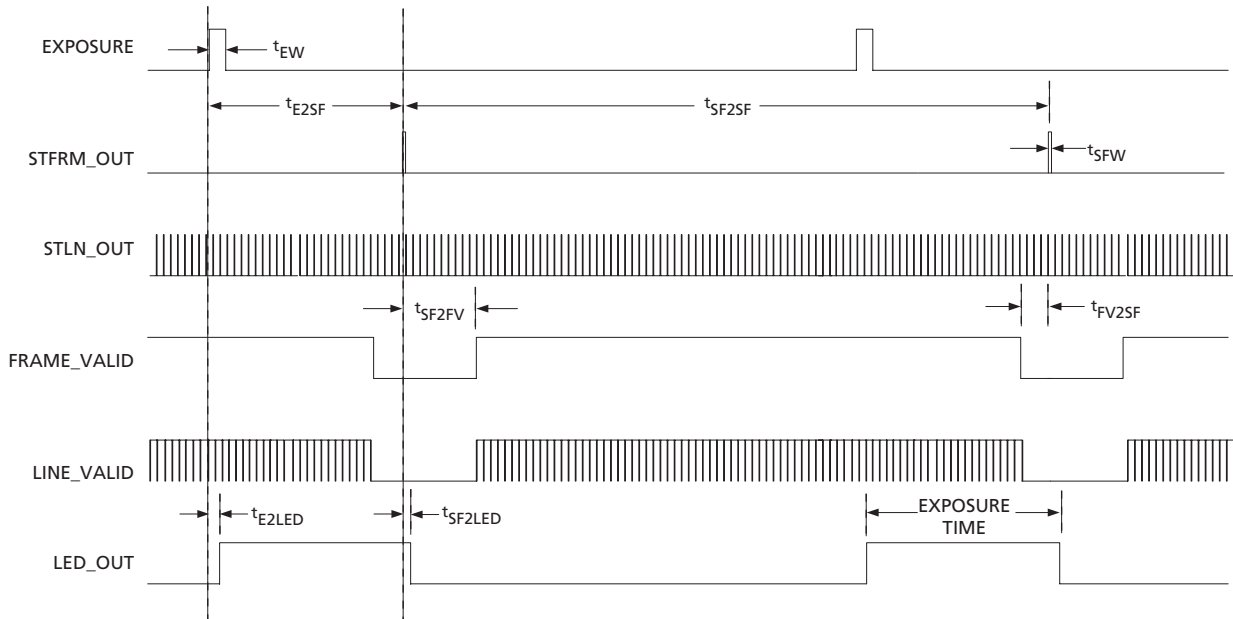 EXPOSURE
tEW
tE2SF
tSF2SF
STFRM_OUT
tSFW
STLN_OUT
tSF2FV
tFV2SF
FRAME_VALID
LINE_VALID
tE2LED
tSF2LED
EXPOSURE
TIME
LED_OUT